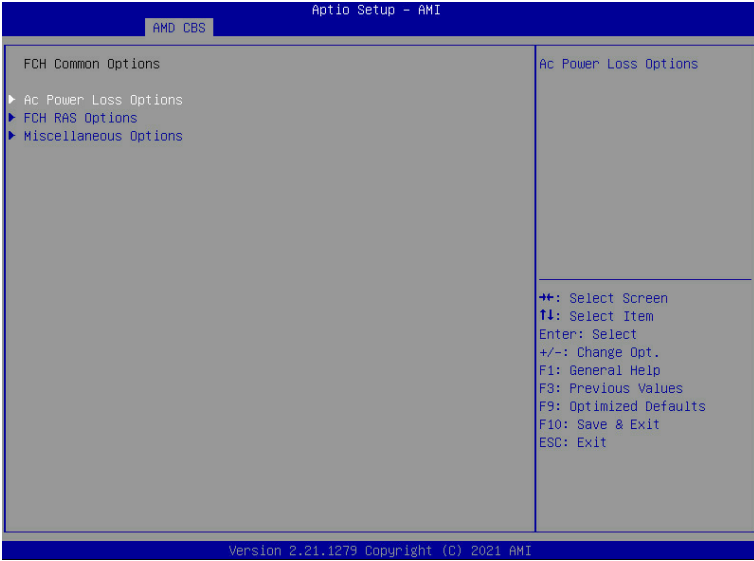 Aptio Setup – AMI
AMD CBS
FCH Common Options
Ac Power Loss Options
FCH RAS Options
Miscellaneous Options
Ac Power Loss Options
→←: Select Screen
↑↓: Select Item
Enter: Select
+/-: Change Opt.
F1: General Help
F3: Previous Values
F9: Optimized Defaults
F10: Save & Exit
ESC: Exit
Version 2.21.1279 Copyright (C) 2021 AMI